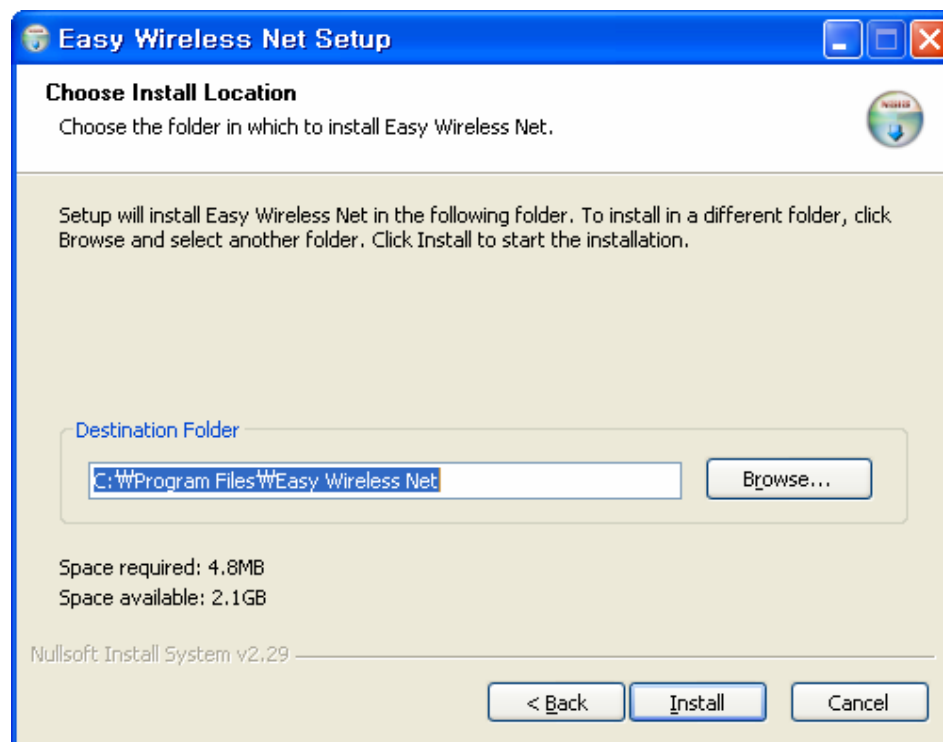 Easy Wireless Net Setup
Choose Install Location
Choose the folder in which to install Easy Wireless Net.
Setup will install Easy Wireless Net in the following folder. To install in a different folder, click
Browse and select another folder. Click Install to start the installation.
Destination Folder
C:₩Program Files₩Easy Wireless Net
Browse...
Space required: 4.8MB
Space available: 2.1GB
Nullsoft Install System v2.29
< Back
Install
Cancel